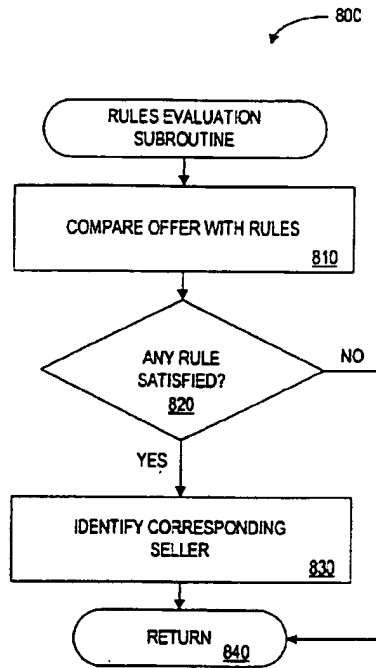 800
RULES EVALUATION
SUBROUTINE
COMPARE OFFER WITH RULES
810
ANY RULE
SATISFIED?
820
NO
YES
IDENTIFY CORRESPONDING
SELLER
830
RETURN
840